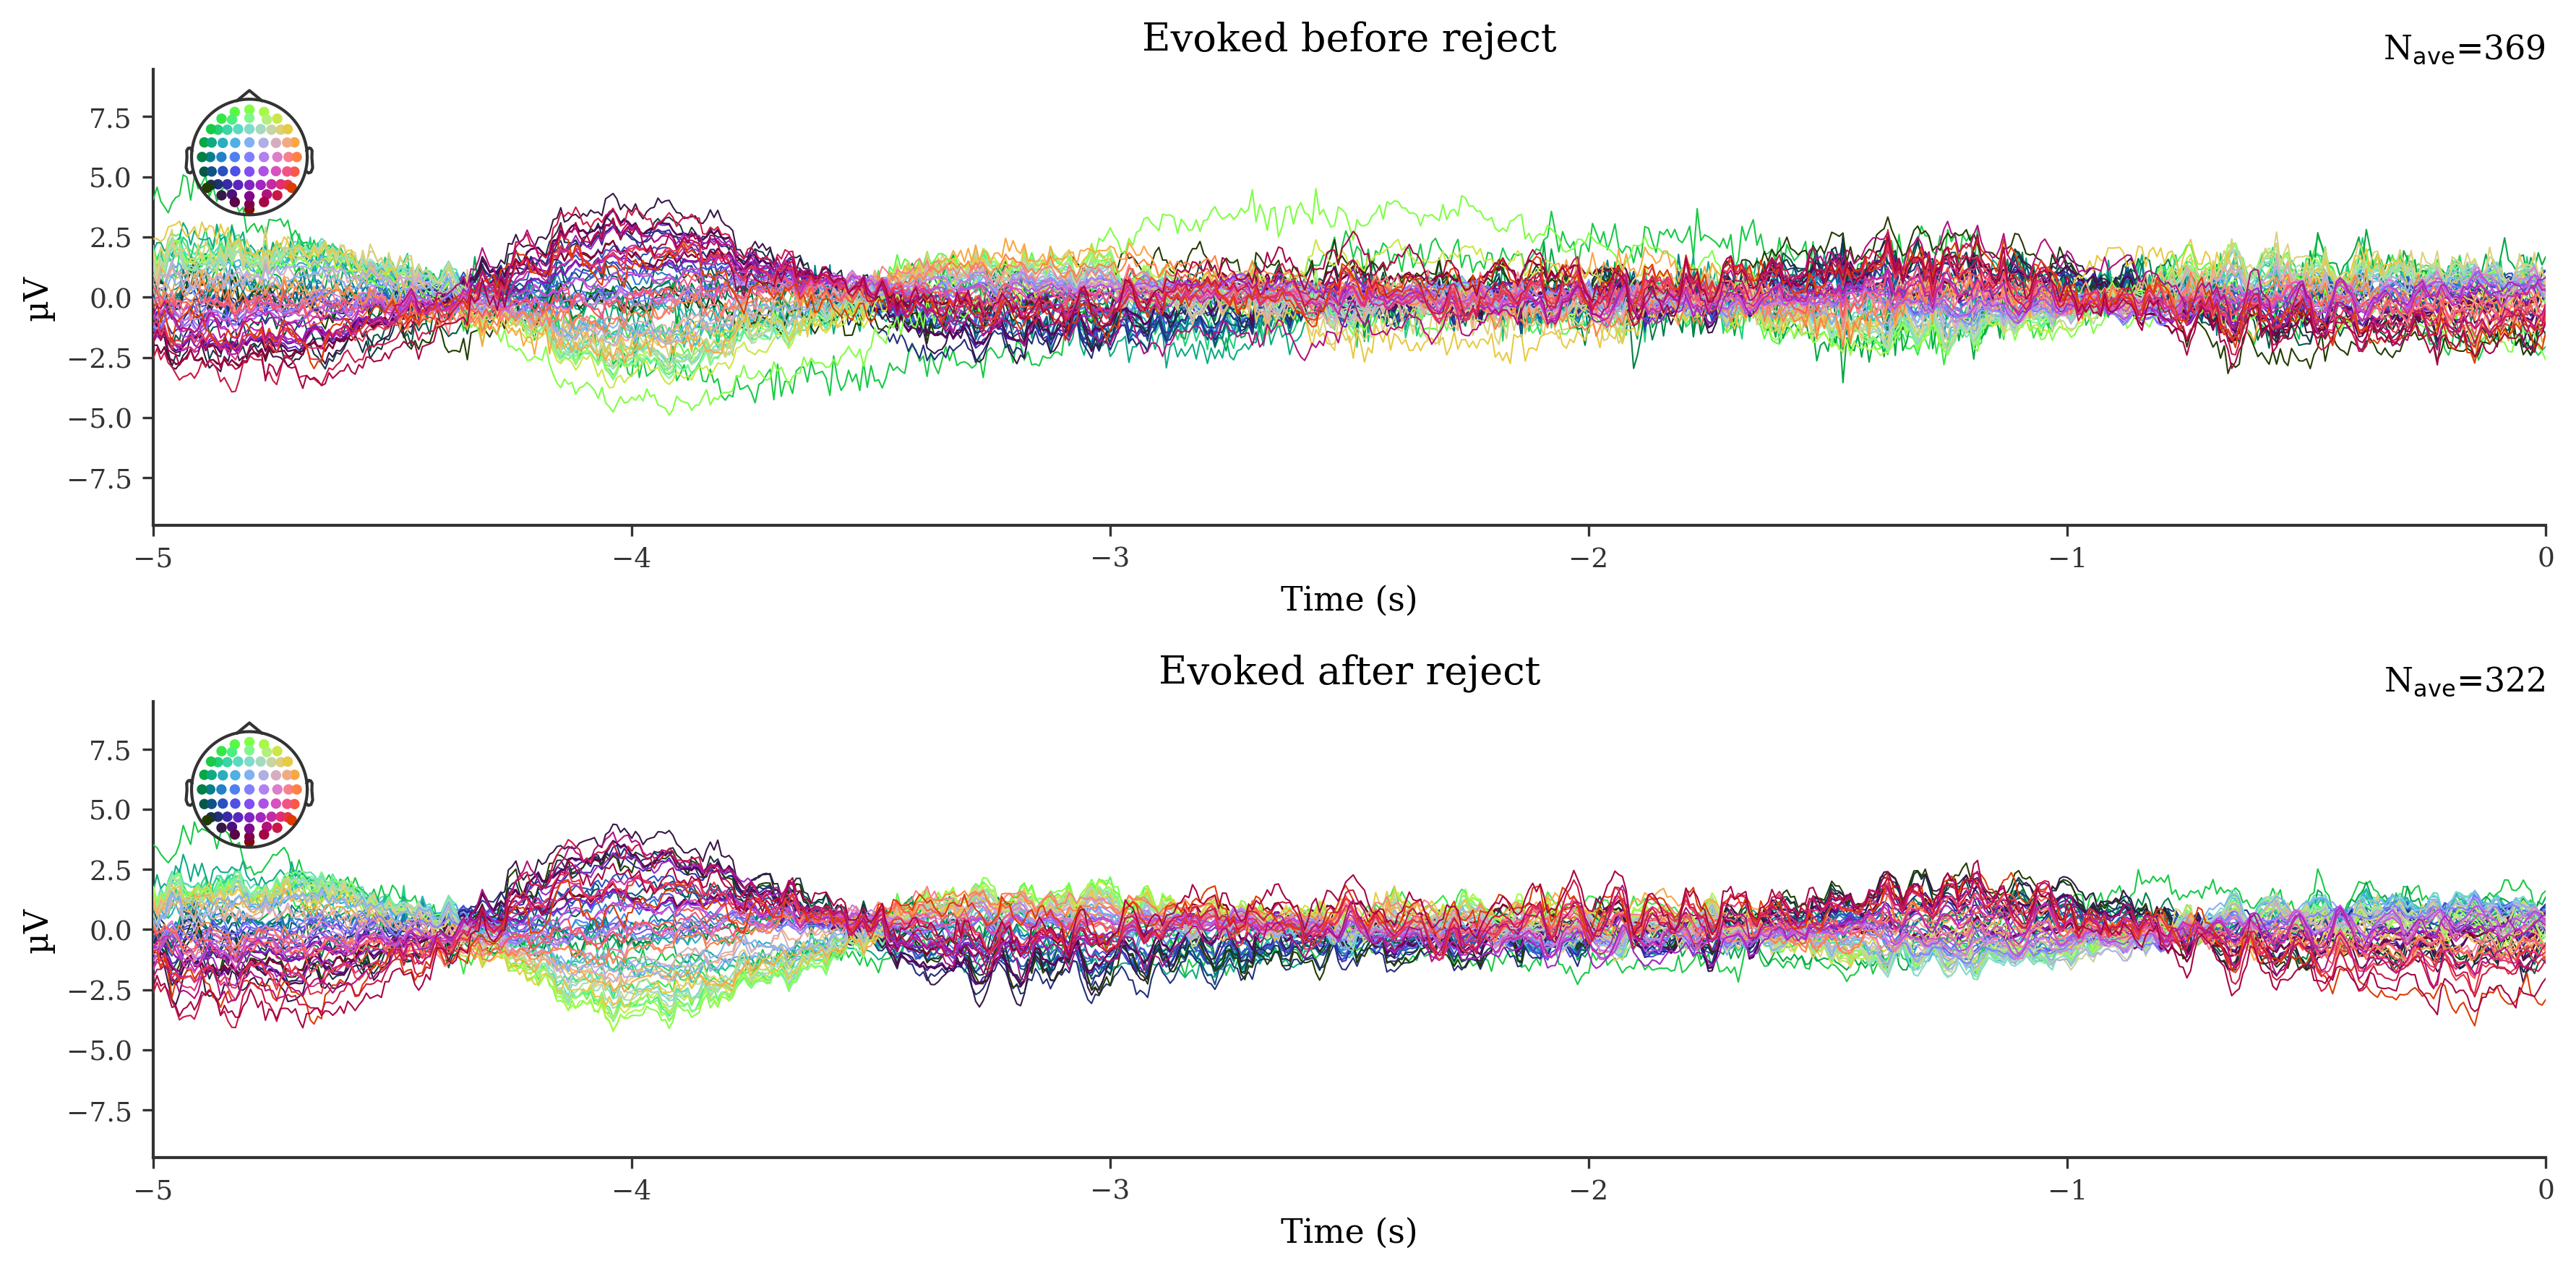 Evoked before reject
Nave=369
7.5
5.0
2.5
0.0
−2.5
−5.0
−7.5
µV
−5 −4 −3 −2 −1 0
Time (s)
Evoked after reject
Nave=322
7.5
5.0
2.5
0.0
−2.5
−5.0
−7.5
µV
−5 −4 −3 −2 −1 0
Time (s)